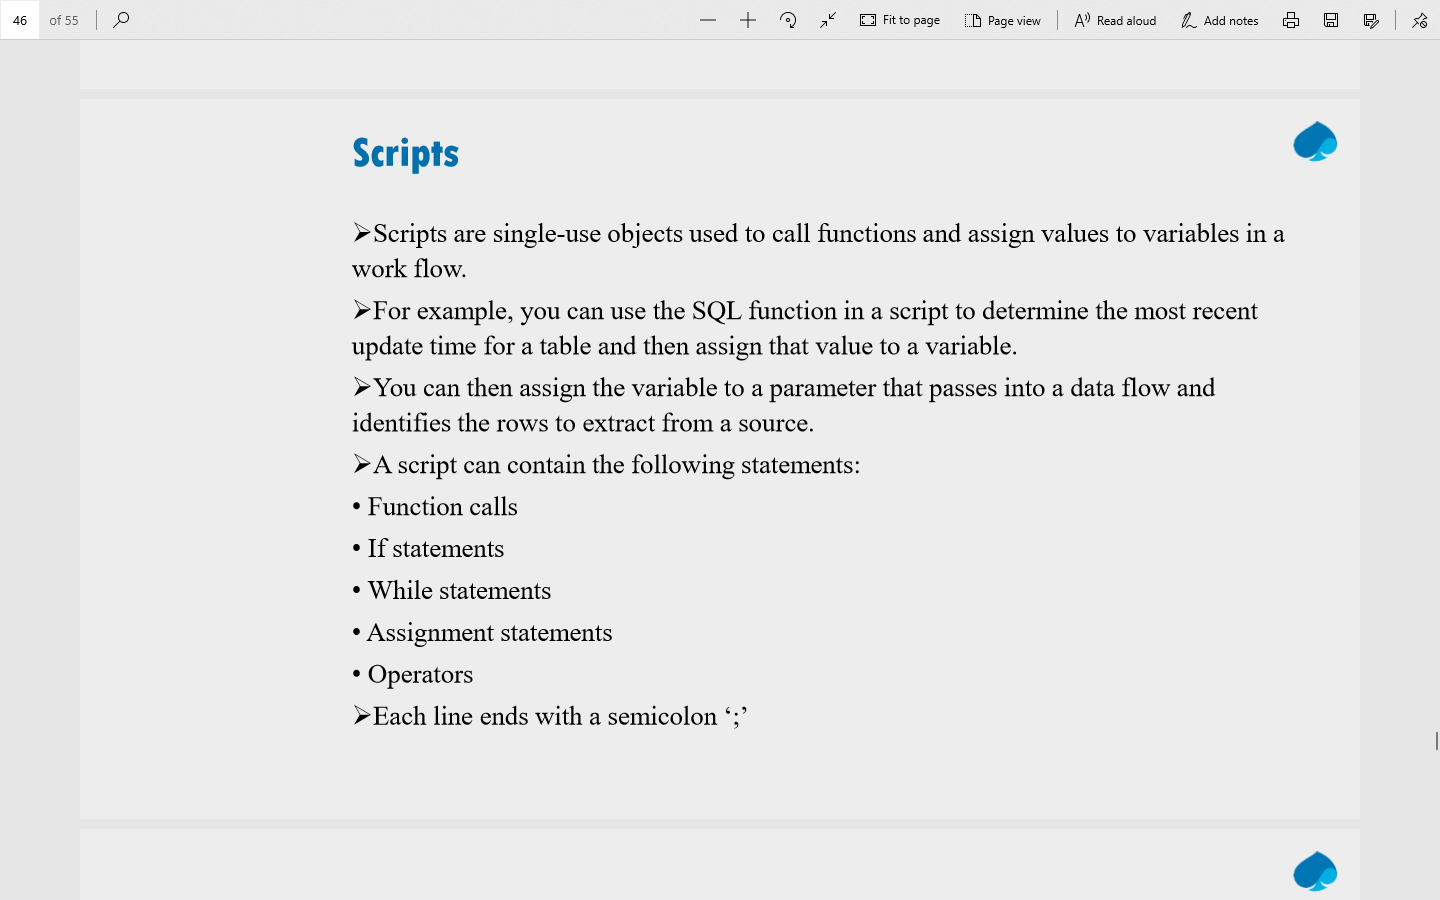 46 of 55 Fit to page Page view Read aloud Add notes
Scripts
➢Scripts are single-use objects used to call functions and assign values to variables in a
work flow.
➢For example, you can use the SQL function in a script to determine the most recent
update time for a table and then assign that value to a variable.
➢You can then assign the variable to a parameter that passes into a data flow and
identifies the rows to extract from a source.
➢A script can contain the following statements:
• Function calls
• If statements
• While statements
• Assignment statements
• Operators
➢Each line ends with a semicolon ‘;’